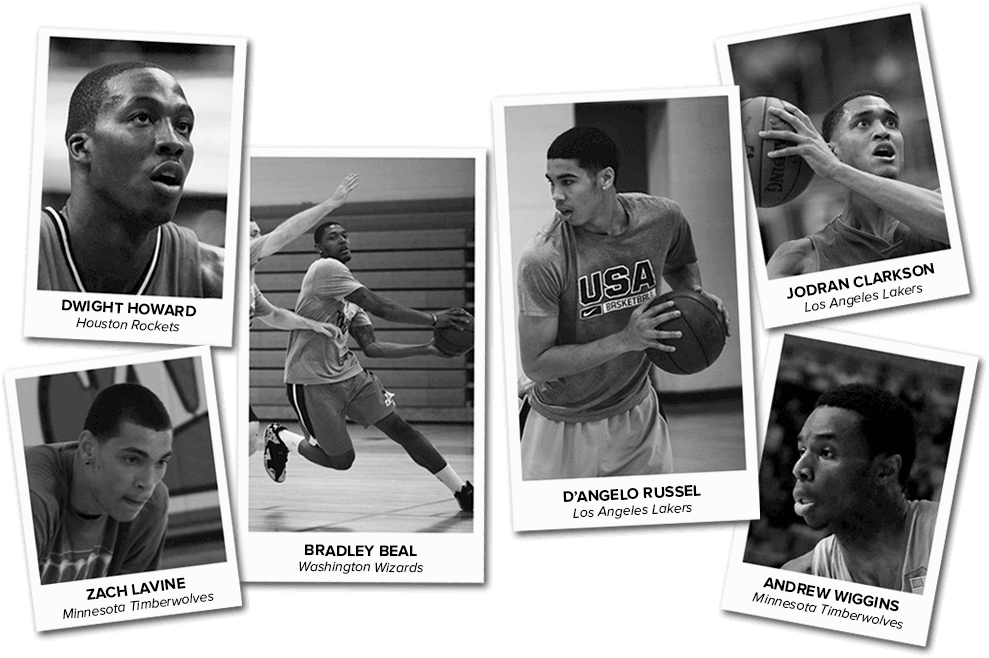 DWIGHT HOWARD
Houston Rockets
ZACH LAVINE
Minnesota Timberwolves
BRADLEY BEAL
Washington Wizards
USA
BASKETBALL
D'ANGELO RUSSEL
Los Angeles Lakers
SPALDING
JODRAN CLARKSON
Los Angeles Lakers
ANDREW WIGGINS
Minnesota Timberwolves